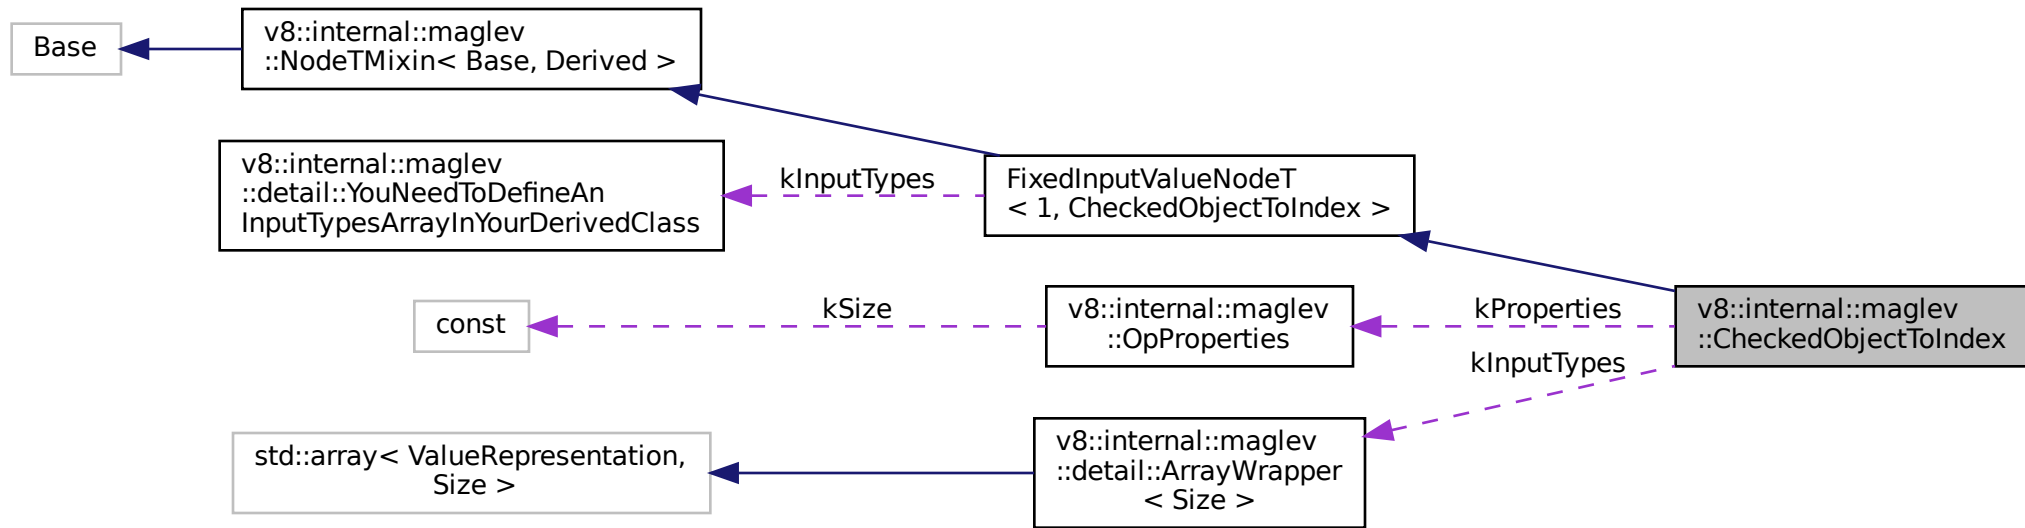 Base
v8::internal::maglev
::NodeTMixin< Base, Derived >
v8::internal::maglev
::detail::YouNeedToDefineAn
InputTypesArrayInYourDerivedClass
kInputTypes
FixedInputValueNodeT
< 1, CheckedObjectToIndex >
const
kSize
v8::internal::maglev
::OpProperties
kProperties
v8::internal::maglev
::CheckedObjectToIndex
kInputTypes
std::array< ValueRepresentation,
Size >
v8::internal::maglev
::detail::ArrayWrapper
< Size >